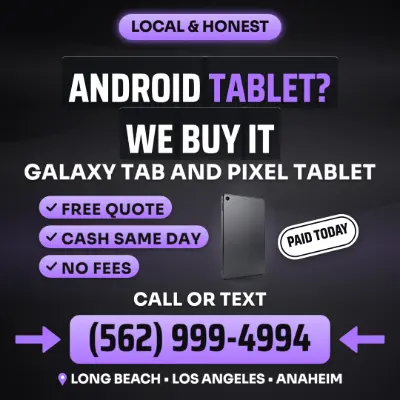 LOCAL & HONEST
ANDROID TABLET?
WE BUY IT
GALAXY TAB AND PIXEL TABLET
FREE QUOTE
CASH SAME DAY
NO FEES
PAID TODAY
CALL OR TEXT
(562) 999-4994
LONG BEACH • LOS ANGELES • ANAHEIM